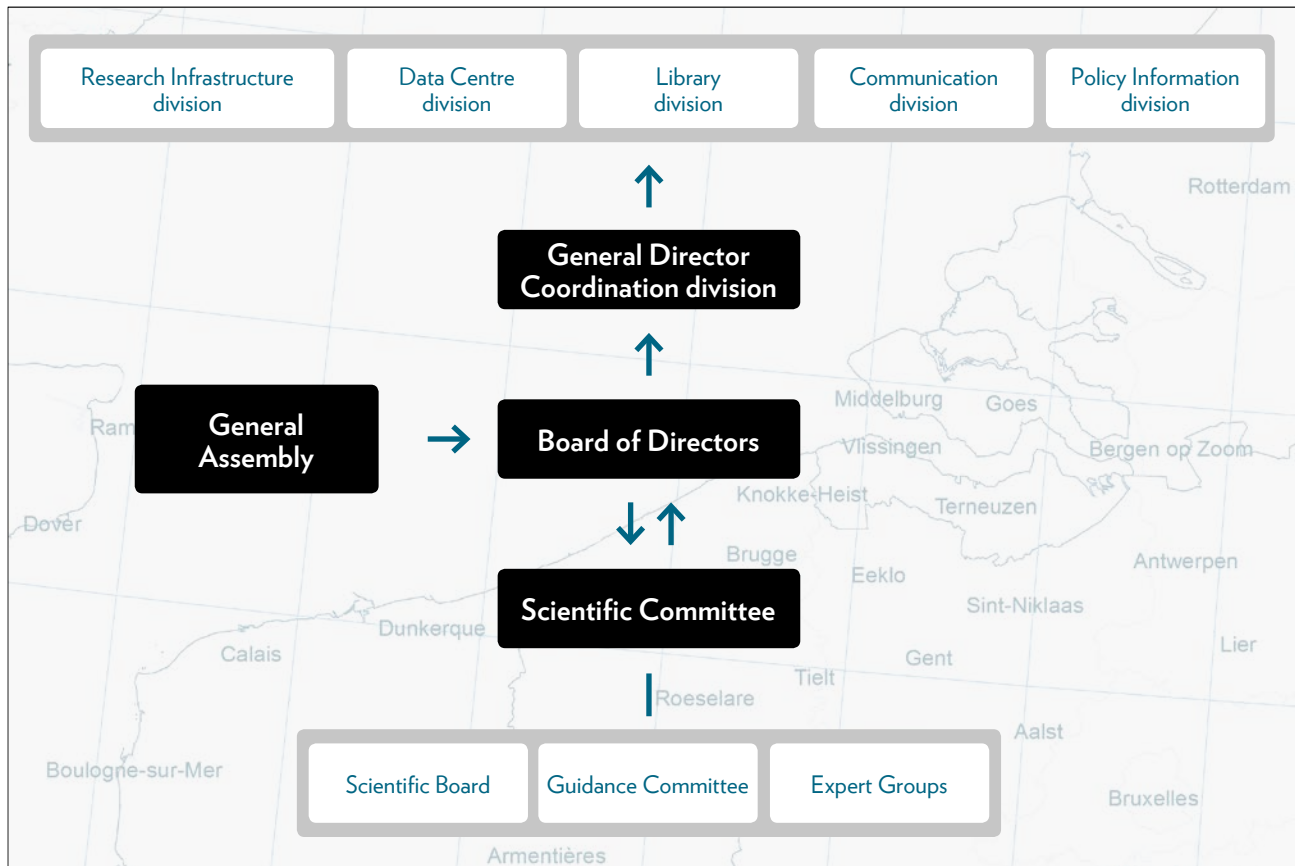 Research Infrastructure
division
Data Centre
division
Library
division
Communication
division
Policy Information
division
Rotterdam
General Director
Coordination division
General
Assembly
Board of Directors
Middelburg
Goes
Vlissingen
Bergen op Zoom
Ram
Knokke-Heist
Terneuzen
Dover
Brugge
Eeklo
Antwerpen
Scientific Committee
Sint-Niklaas
Dunkerque
Calais
Gent
Lier
Tielt
Roeselare
Aalst
Boulogne-sur-Mer
Scientific Board
Guidance Committee
Expert Groups
Bruxelles
Armentières